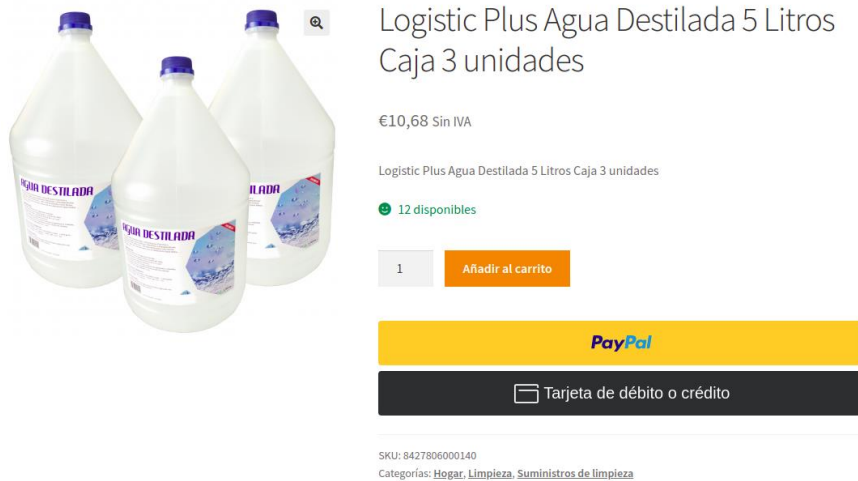 Logistic Plus Agua Destilada 5 Litros
Caja 3 unidades
€10,68 Sin IVA
Logistic Plus Agua Destilada 5 Litros Caja 3 unidades
12 disponibles
1
Añadir al carrito
PayPal
Tarjeta de débito o crédito
SKU: 8427806000140
Categorías: Hogar, Limpieza, Suministros de limpieza
AGUA DESTILADA
AGUA DESTILADA